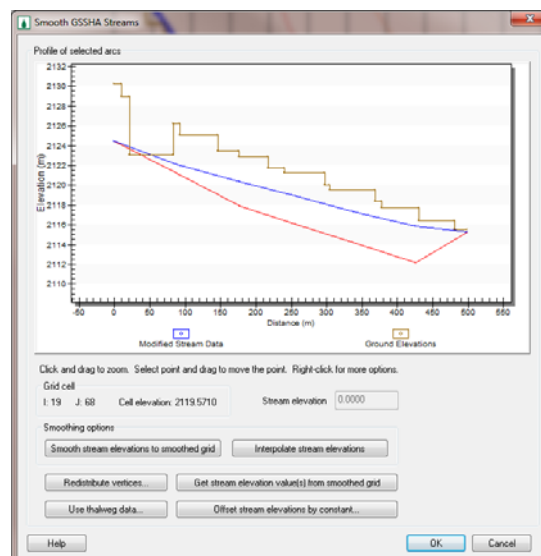 Smooth GSSHA Streams
Profile of selected arcs
2132
2130
2128
2126
2124
2122
2120
2118
2116
2114
2112
2110
Elevation (m)
-50 0 50 100 150 200 250 300 350 400 450 500 550
Distance (m)
Modified Stream Data Ground Elevations
Click and drag to zoom. Select point and drag to move the point. Right-click for more options.
Grid cell
I: 19 J: 68 Cell elevation: 2119.5710 Stream elevation 0.0000
Smoothing options
Smooth stream elevations to smoothed grid Interpolate stream elevations
Redistribute vertices... Get stream elevation value(s) from smoothed grid
Use thalweg data... Offset stream elevations by constant...
Help OK Cancel